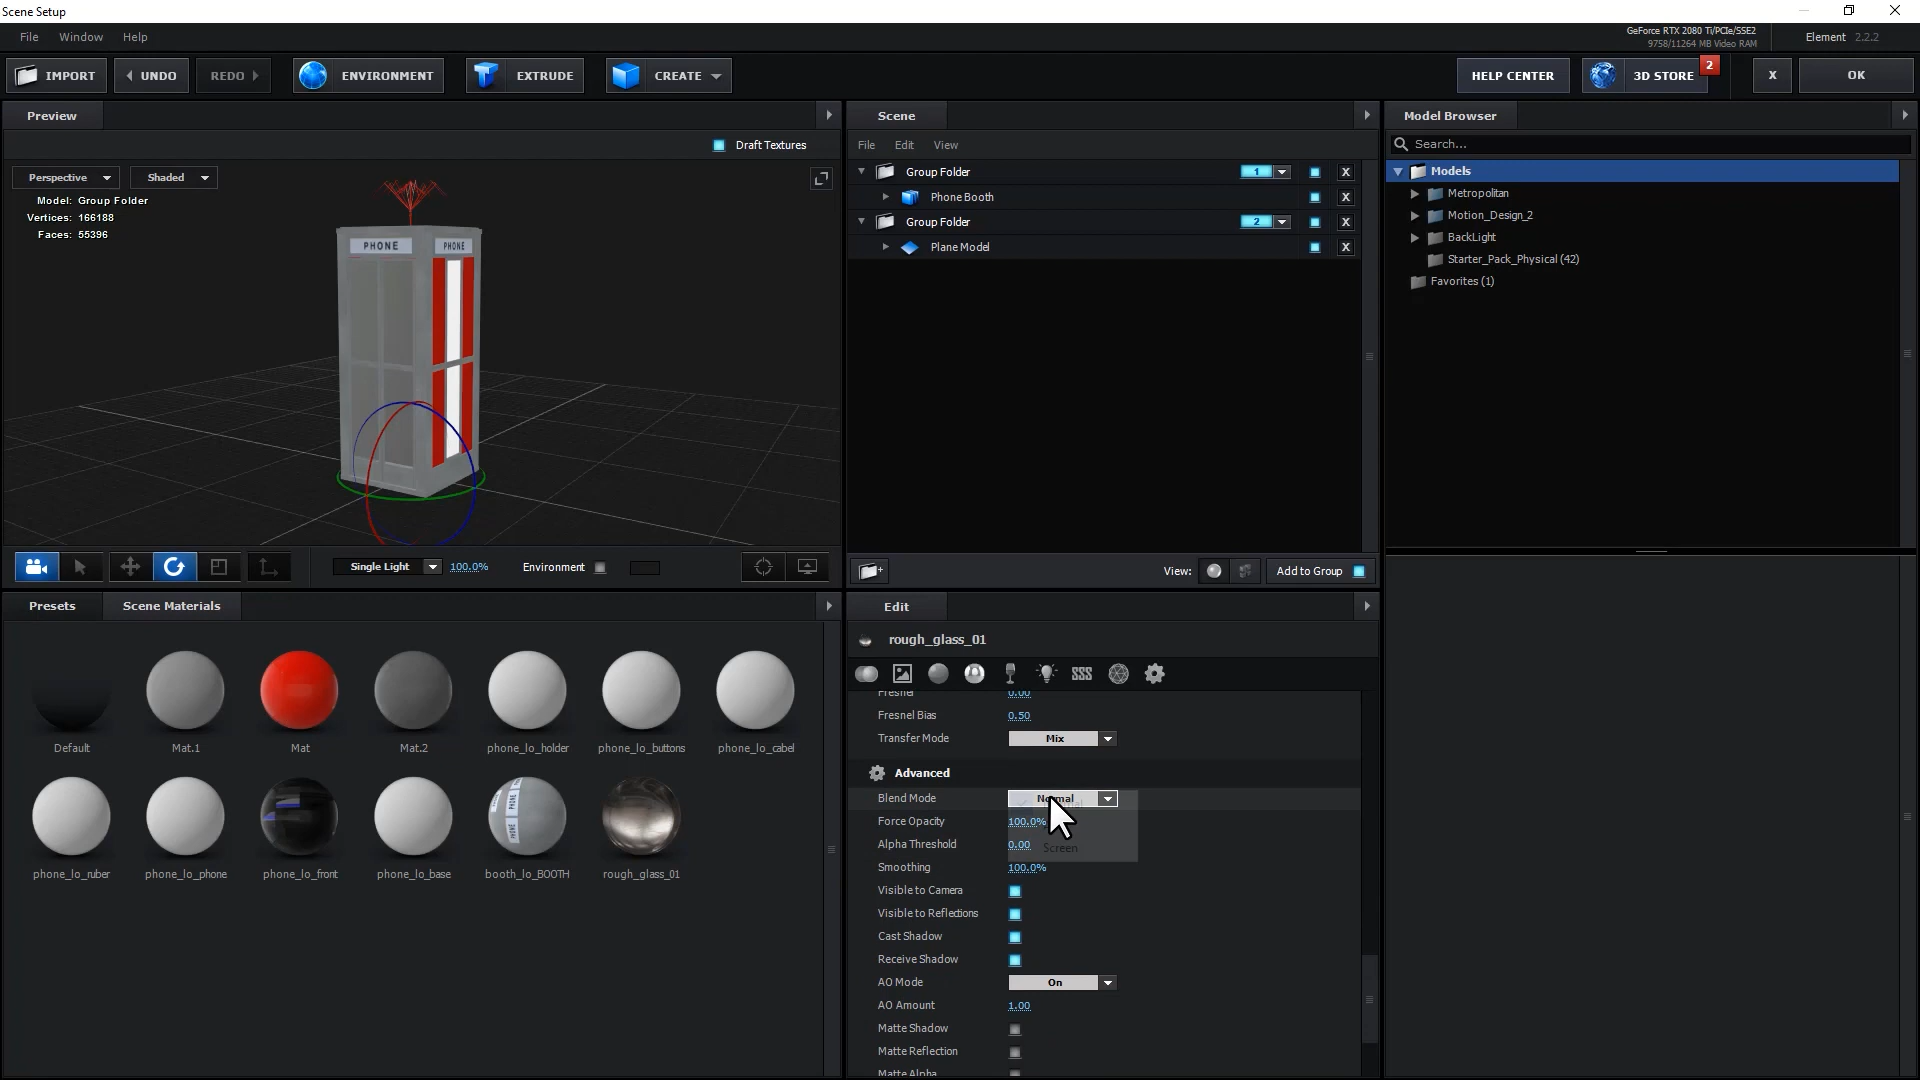 Scene Setup
File Window Help
GeForce RTX 2080 Ti/PCIe/SSE2
9758/11264 MB Video RAM
Element 2.2.2
IMPORT
UNDO
REDO
ENVIRONMENT
EXTRUDE
CREATE
HELP CENTER
3D STORE
2
X
OK
Preview
Draft Textures
Perspective
Shaded
Model: Group Folder
Vertices: 166188
Faces: 55396
PHONE
PHONE
Single Light
100.0%
Environment
Scene
File Edit View
Group Folder 1 X
Phone Booth X
Group Folder 2 X
Plane Model X
View:
Add to Group
Model Browser
Search...
Models
Metropolitan
Motion_Design_2
BackLight
Starter_Pack_Physical (42)
Favorites (1)
Presets
Scene Materials
Default
Mat.1
Mat
Mat.2
phone_lo_holder
phone_lo_buttons
phone_lo_cabel
phone_lo_ruber
phone_lo_phone
phone_lo_front
phone_lo_base
PHONE
PHONE
booth_lo_BOOTH
rough_glass_01
Edit
rough_glass_01
Fresnel 0.00
Fresnel Bias 0.50
Transfer Mode Mix
Advanced
Blend Mode Normal
Force Opacity 100.0%
Alpha Threshold 0.00
Screen
Smoothing 100.0%
Visible to Camera
Visible to Reflections
Cast Shadow
Receive Shadow
AO Mode On
AO Amount 1.00
Matte Shadow
Matte Reflection
Matte Alpha